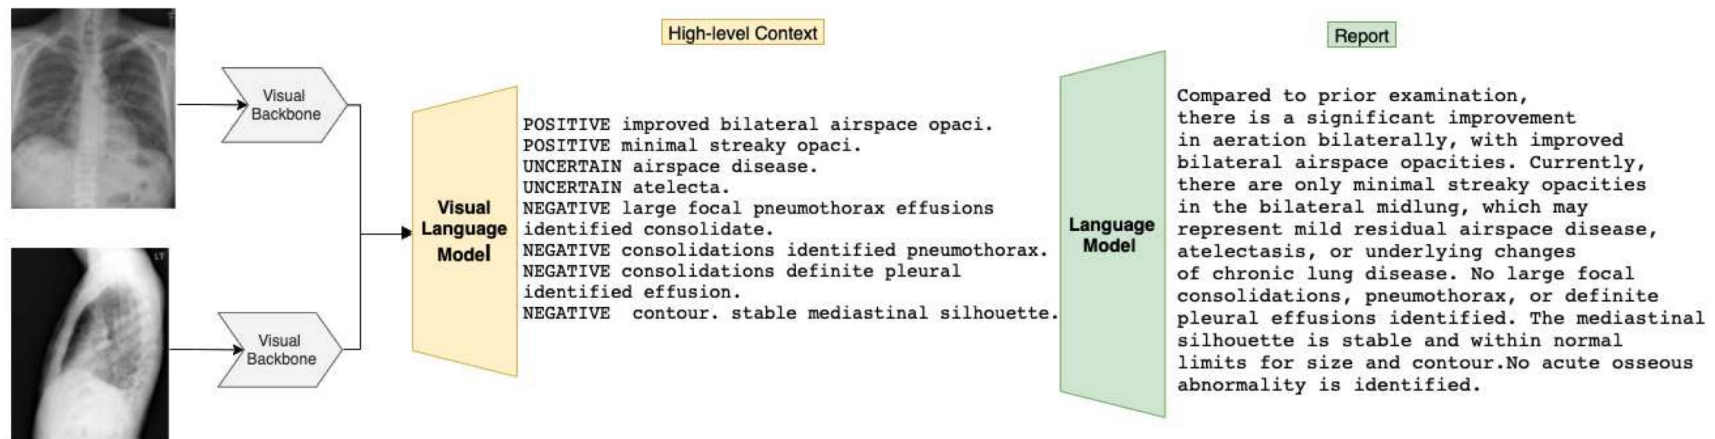 High-level Context
Report
LT
Visual
Backbone
Visual
Backbone
Visual
Language
Model
POSITIVE improved bilateral airspace opaci.
POSITIVE minimal streaky opaci.
UNCERTAIN airspace disease.
UNCERTAIN atelecta.
NEGATIVE large focal pneumothorax effusions
identified consolidate.
NEGATIVE consolidations identified pneumothorax.
NEGATIVE consolidations definite pleural
identified effusion.
NEGATIVE  contour. stable mediastinal silhouette.
Language
Model
Compared to prior examination,
there is a significant improvement
in aeration bilaterally, with improved
bilateral airspace opacities. Currently,
there are only minimal streaky opacities
in the bilateral midlung, which may
represent mild residual airspace disease,
atelectasis, or underlying changes
of chronic lung disease. No large focal
consolidations, pneumothorax, or definite
pleural effusions identified. The mediastinal
silhouette is stable and within normal
limits for size and contour.No acute osseous
abnormality is identified.